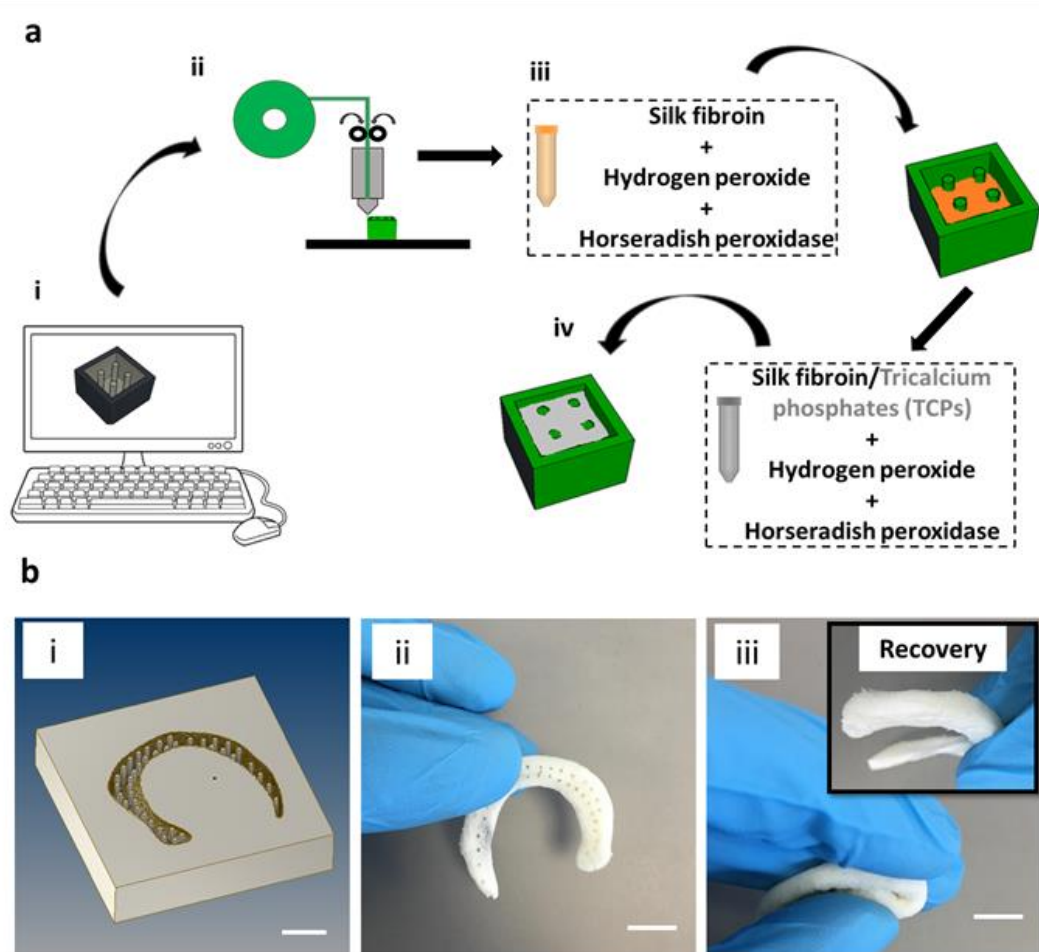 a
ii
iii
Silk fibroin
+
Hydrogen peroxide
+
Horseradish peroxidase
i
iv
Silk fibroin/Tricalcium
phosphates (TCPs)
+
Hydrogen peroxide
+
Horseradish peroxidase
b
i
ii
iii
Recovery